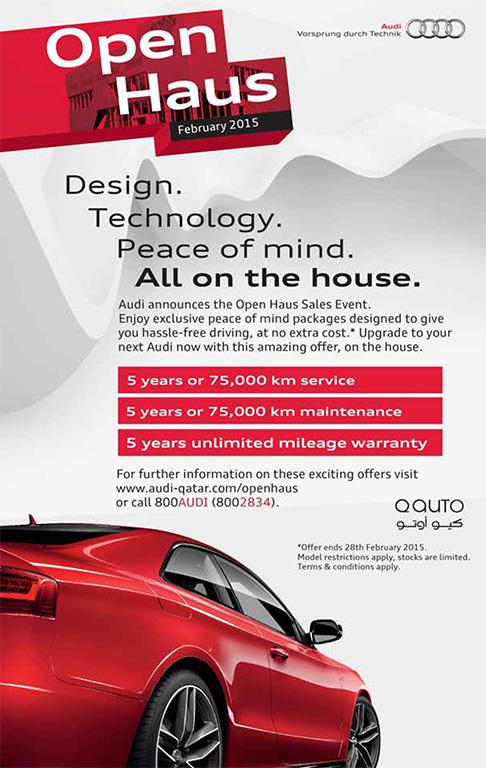 Open
Haus
February 2015
Audi
Vorsprung durch Technik
Design.
Technology.
Peace of mind.
All on the house.
Audi announces the Open Haus Sales Event.
Enjoy exclusive peace of mind packages designed to give
you hassle-free driving, at no extra cost.* Upgrade to your
next Audi now with this amazing offer, on the house.
5 years or 75,000 km service
5 years or 75,000 km maintenance
5 years unlimited mileage warranty
For further information on these exciting offers visit
www.audi-qatar.com/openhaus
or call 800AUDI (8002834).
Q AUTO
كيو أوتو
*Offer ends 28th February 2015.
Model restrictions apply, stocks are limited.
Terms & conditions apply.